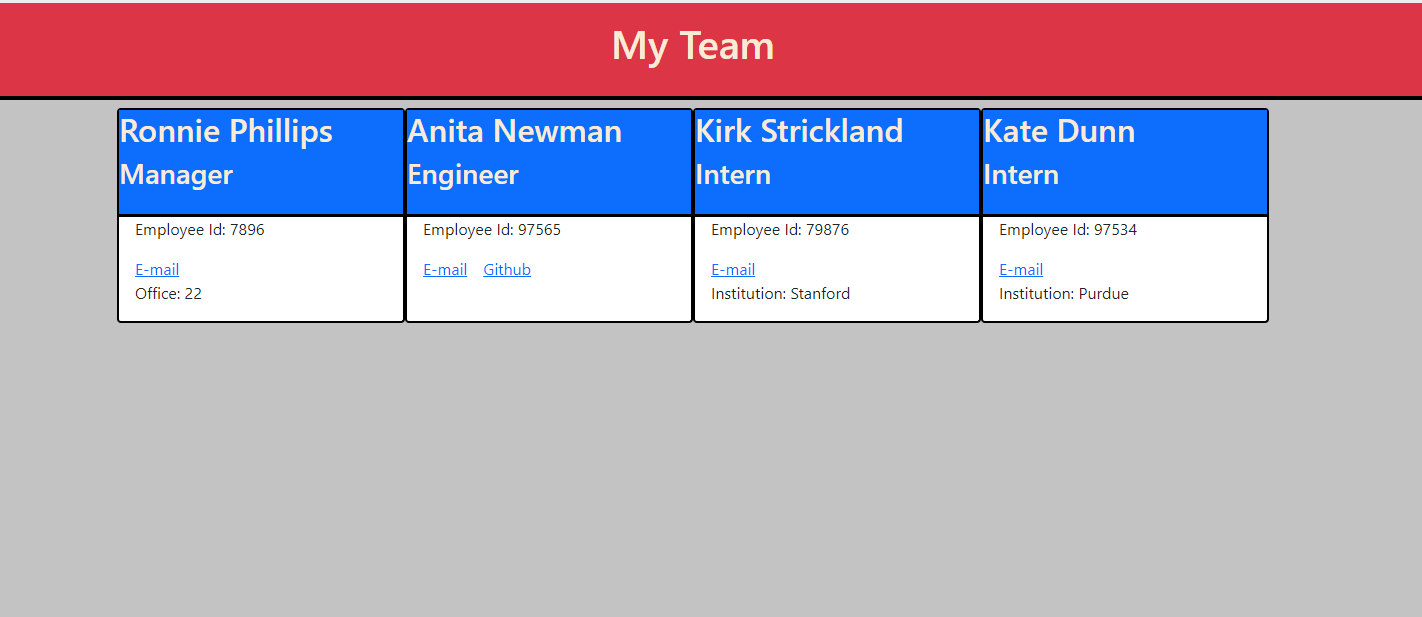 My Team
Ronnie Phillips
Manager
Employee Id: 7896
E-mail
Office: 22
Anita Newman
Engineer
Employee Id: 97565
E-mail Github
Kirk Strickland
Intern
Employee Id: 79876
E-mail
Institution: Stanford
Kate Dunn
Intern
Employee Id: 97534
E-mail
Institution: Purdue